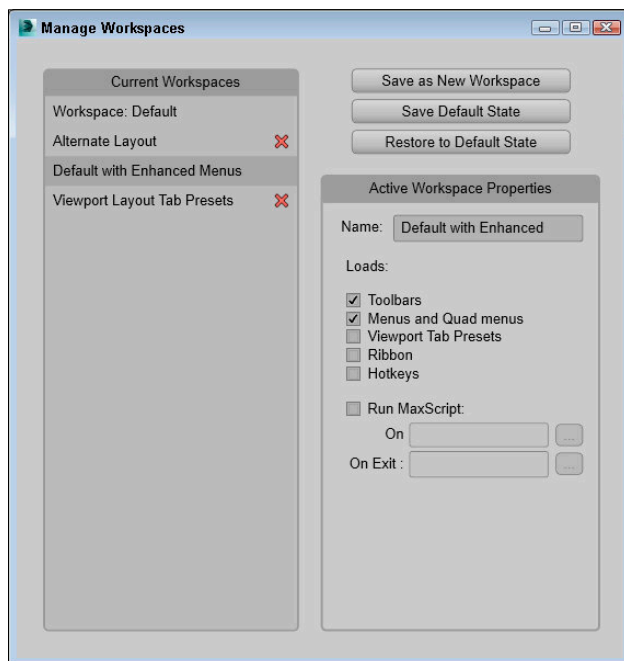 Manage Workspaces
Current Workspaces
Workspace: Default
Alternate Layout
Default with Enhanced Menus
Viewport Layout Tab Presets
Save as New Workspace
Save Default State
Restore to Default State
Active Workspace Properties
Name: Default with Enhanced
Loads:
Toolbars
Menus and Quad menus
Viewport Tab Presets
Ribbon
Hotkeys
Run MaxScript:
On ...
On Exit : ...